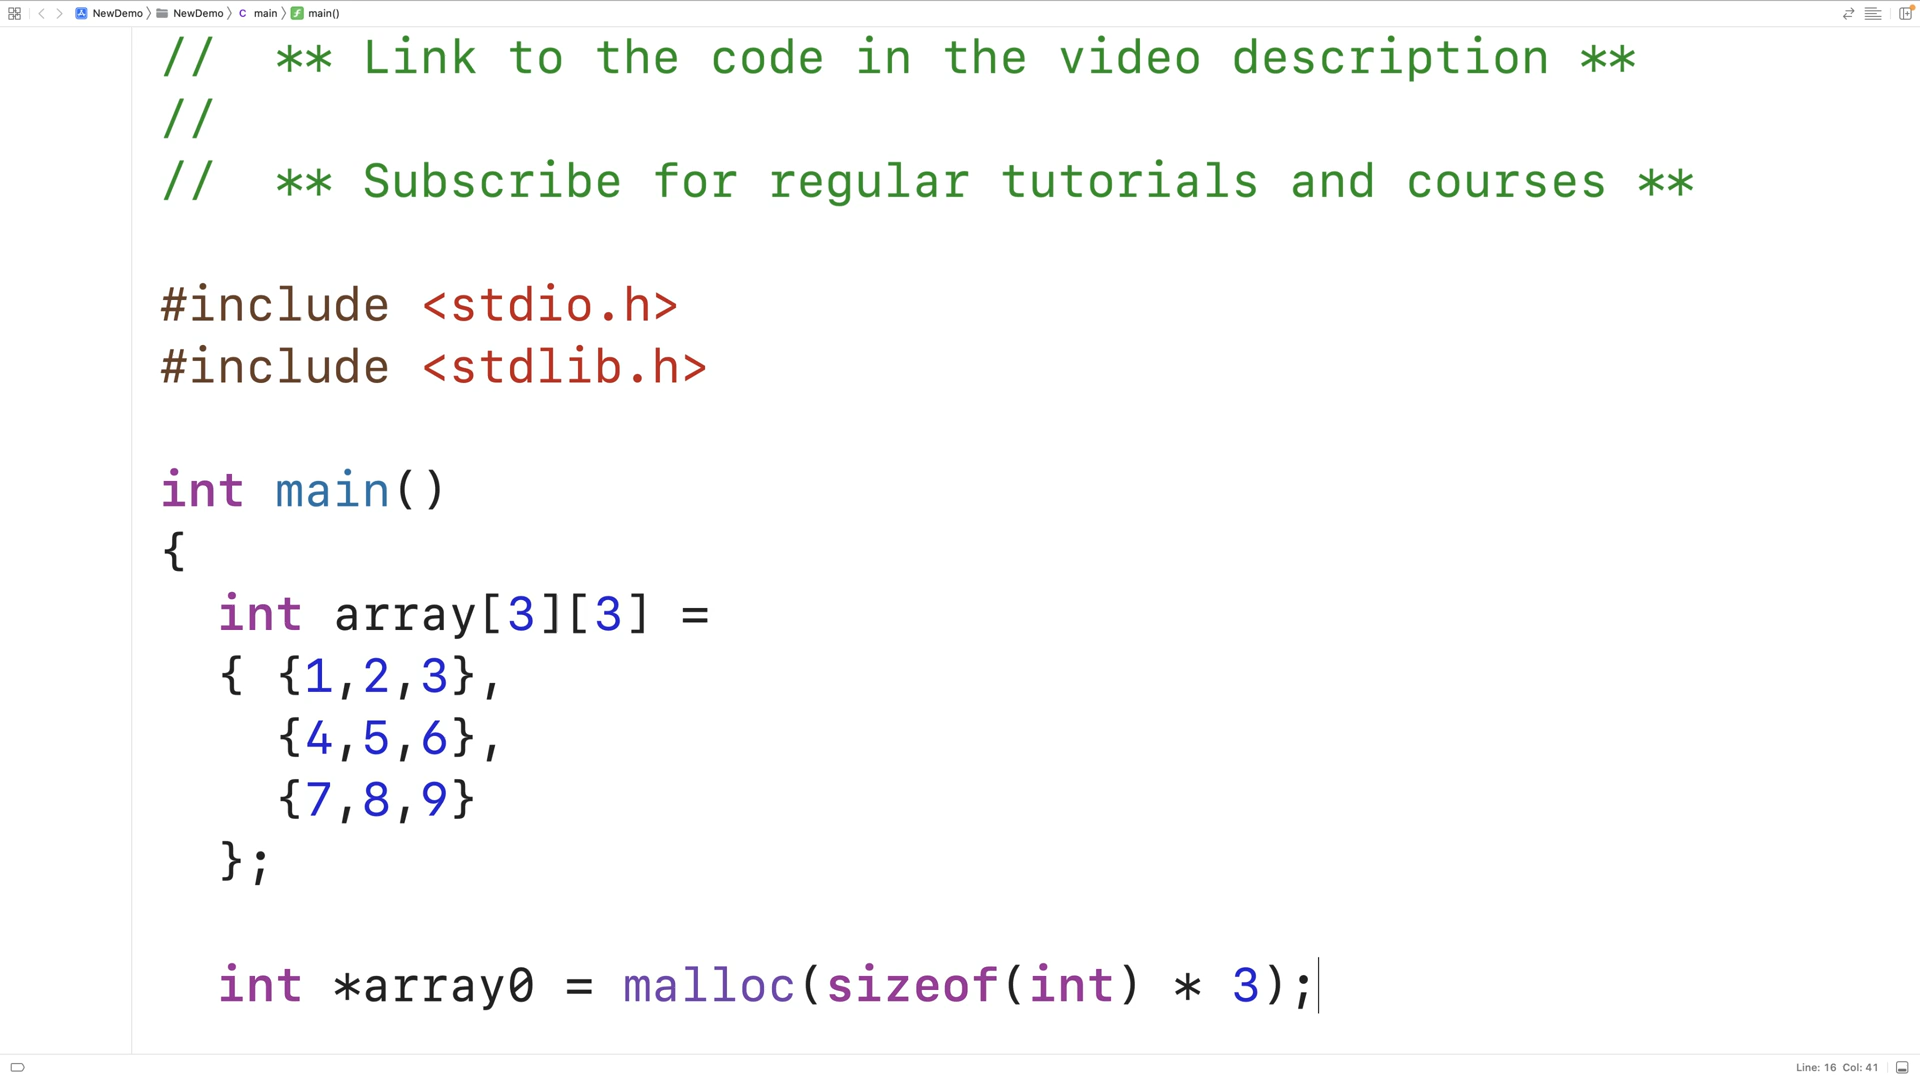 NewDemo NewDemo C main f main()
//  ** Link to the code in the video description **
//
//  ** Subscribe for regular tutorials and courses **
#include <stdio.h>
#include <stdlib.h>
int main()
{
  int array[3][3] =
  { {1,2,3},
    {4,5,6},
    {7,8,9}
  };
  int *array0 = malloc(sizeof(int) * 3);
Line: 16 Col: 41